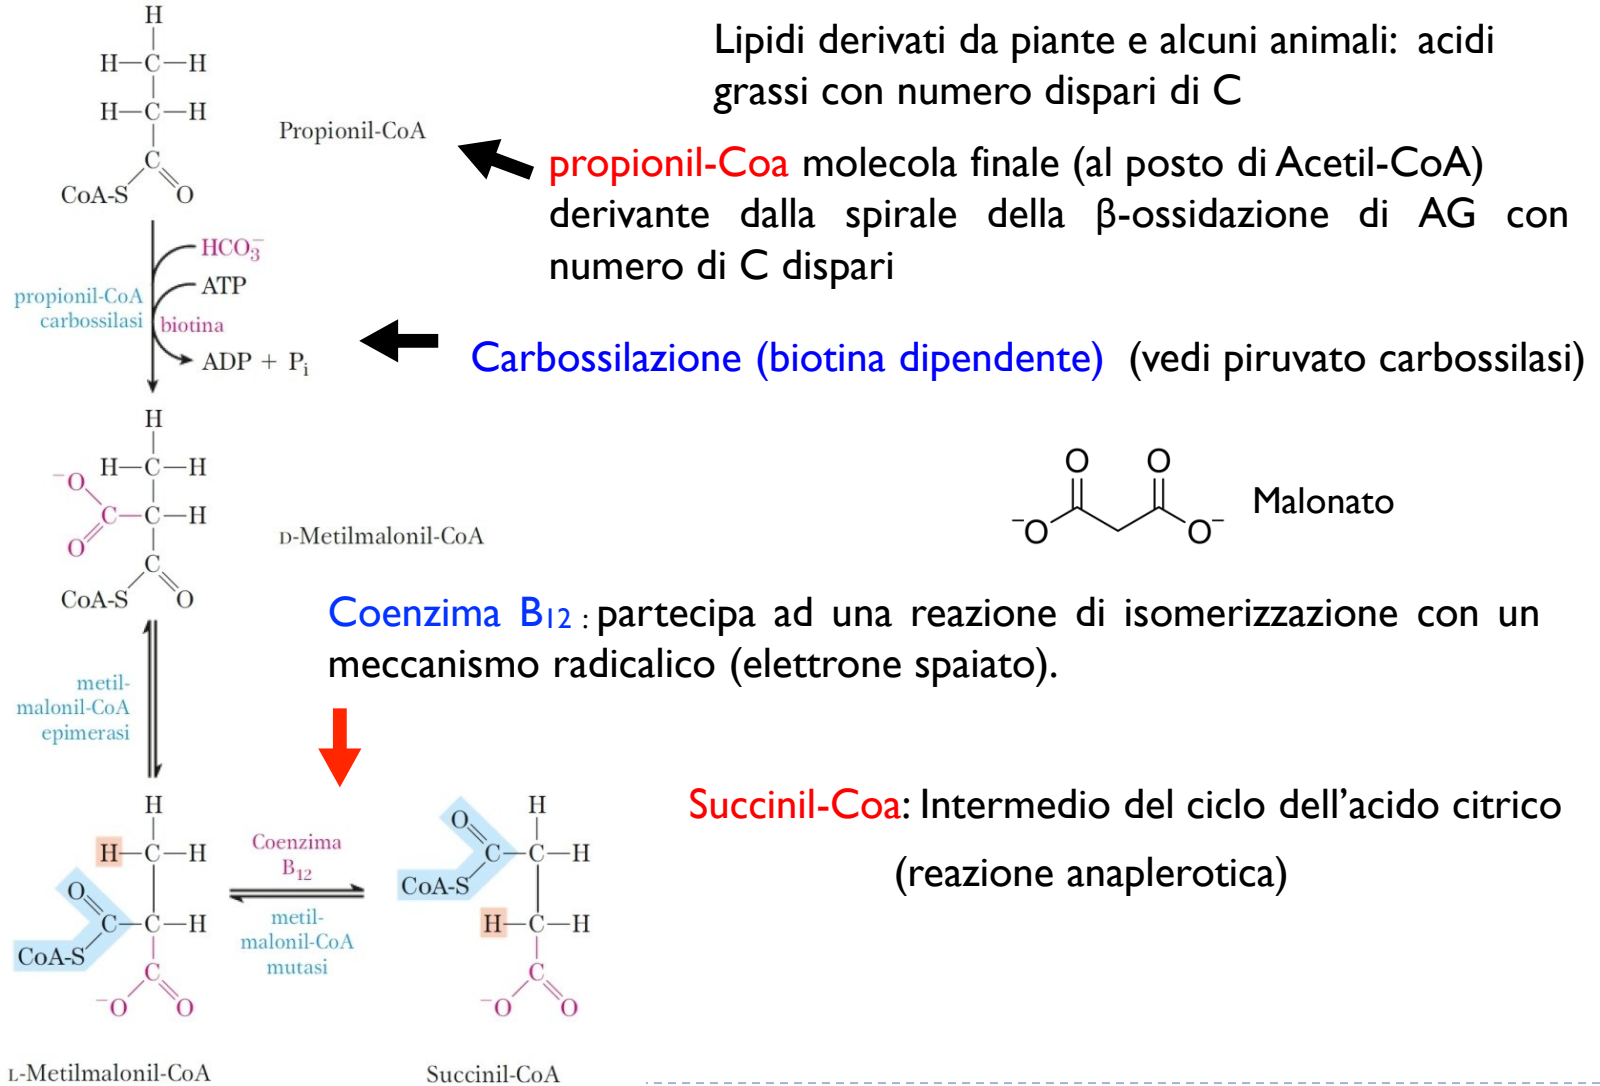 Lipidi derivati da piante e alcuni animali: acidi
grassi con numero dispari di C
H
H—C—H
H—C—H
C
CoA-S O
Propionil-CoA
propionil-Coa molecola finale (al posto di Acetil-CoA)
derivante dalla spirale della β-ossidazione di AG con
numero di C dispari
HCO₃⁻
ATP
propionil-CoA
carbossilasi
biotina
ADP + Pᵢ
Carbossilazione (biotina dipendente) (vedi piruvato carbossilasi)
H
⁻O H—C—H
C—C—H
O
C
CoA-S O
D-Metilmalonil-CoA
O O
⁻O O⁻
Malonato
Coenzima B₁₂ : partecipa ad una reazione di isomerizzazione con un
meccanismo radicalico (elettrone spaiato).
metil-
malonil-CoA
epimerasi
Succinil-Coa: Intermedio del ciclo dell’acido citrico
(reazione anaplerotica)
H
H—C—H
O
C—C—H
CoA-S
C
⁻O O
L-Metilmalonil-CoA
Coenzima
B₁₂
metil-
malonil-CoA
mutasi
H
O
C—C—H
CoA-S
H—C—H
C
⁻O O
Succinil-CoA